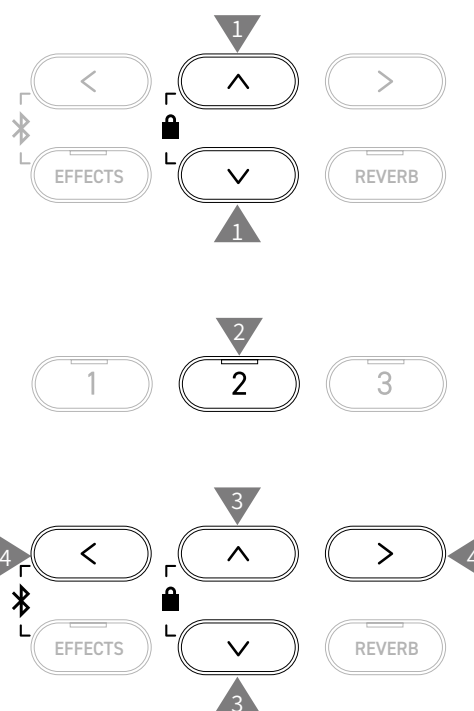 1
< ∧ >
EFFECTS ∨ REVERB
1
2
1 2 3
3
4 < ∧ > 4
EFFECTS ∨ REVERB
3